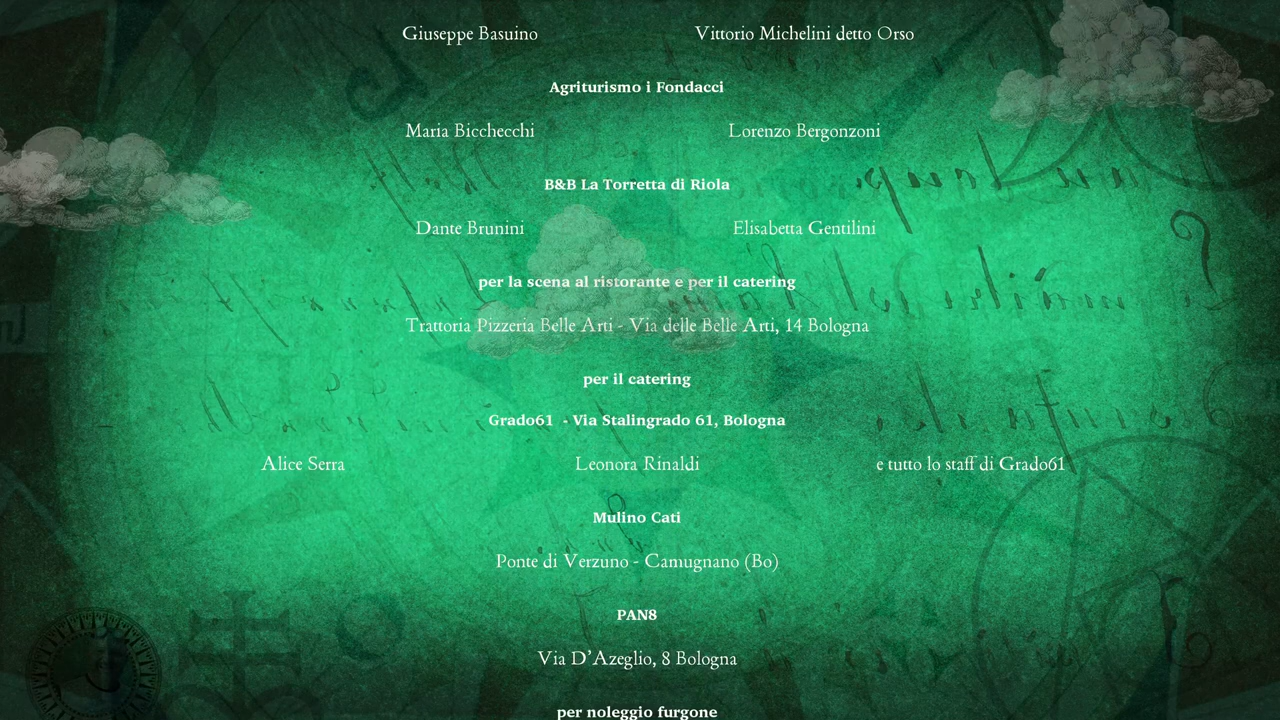 Giuseppe Basuino Vittorio Michelini detto Orso
Agriturismo i Fondacci
Maria Bicchecchi Lorenzo Bergonzoni
B&B La Torretta di Riola
Dante Brunini Elisabetta Gentilini
per la scena al ristorante e per il catering
Trattoria Pizzeria Belle Arti - Via delle Belle Arti, 14 Bologna
per il catering
Grado61 - Via Stalingrado 61, Bologna
Alice Serra Leonora Rinaldi e tutto lo staff di Grado61
Mulino Cati
Ponte di Verzuno - Camugnano (Bo)
PAN8
Via D’Azeglio, 8 Bologna
per noleggio furgone